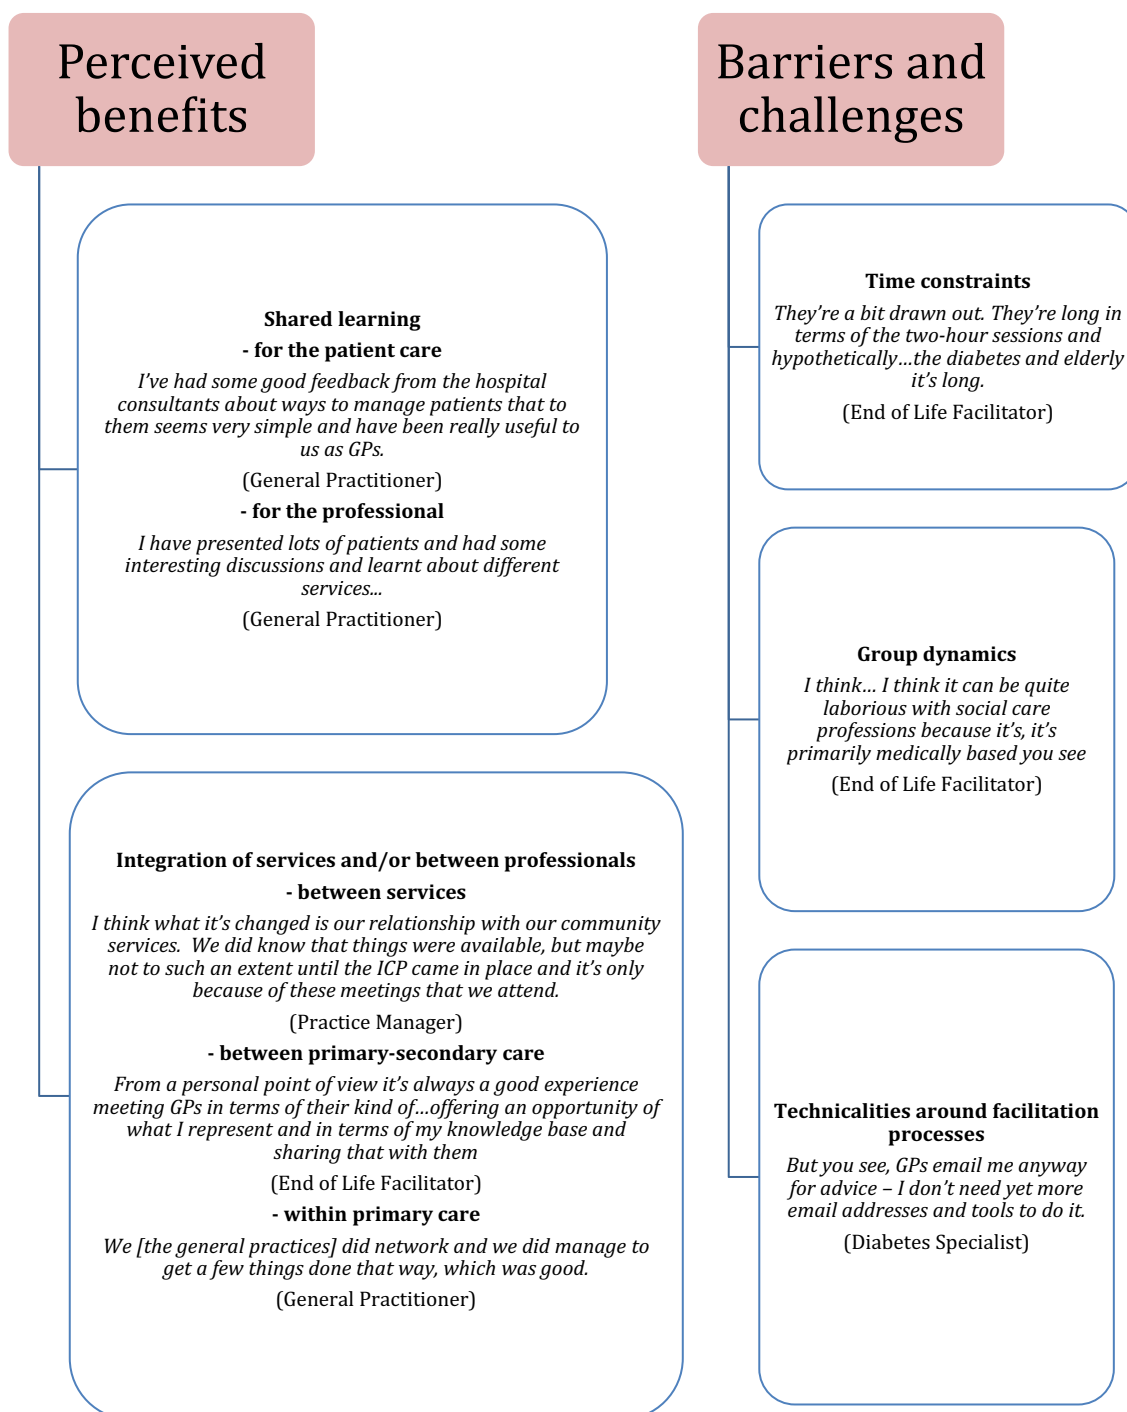 Perceived
benefits
Shared learning
- for the patient care
I’ve had some good feedback from the hospital
consultants about ways to manage patients that to
them seems very simple and have been really useful to
us as GPs.
(General Practitioner)
- for the professional
I have presented lots of patients and had some
interesting discussions and learnt about different
services...
(General Practitioner)
Integration of services and/or between professionals
- between services
I think what it’s changed is our relationship with our community
services. We did know that things were available, but maybe
not to such an extent until the ICP came in place and it’s only
because of these meetings that we attend.
(Practice Manager)
- between primary-secondary care
From a personal point of view it’s always a good experience
meeting GPs in terms of their kind of...offering an opportunity of
what I represent and in terms of my knowledge base and
sharing that with them
(End of Life Facilitator)
- within primary care
We [the general practices] did network and we did manage to
get a few things done that way, which was good.
(General Practitioner)
Barriers and
challenges
Time constraints
They’re a bit drawn out. They’re long in
terms of the two-hour sessions and
hypothetically...the diabetes and elderly
it’s long.
(End of Life Facilitator)
Group dynamics
I think... I think it can be quite
laborious with social care
professions because it’s, it’s
primarily medically based you see
(End of Life Facilitator)
Technicalities around facilitation
processes
But you see, GPs email me anyway
for advice – I don’t need yet more
email addresses and tools to do it.
(Diabetes Specialist)